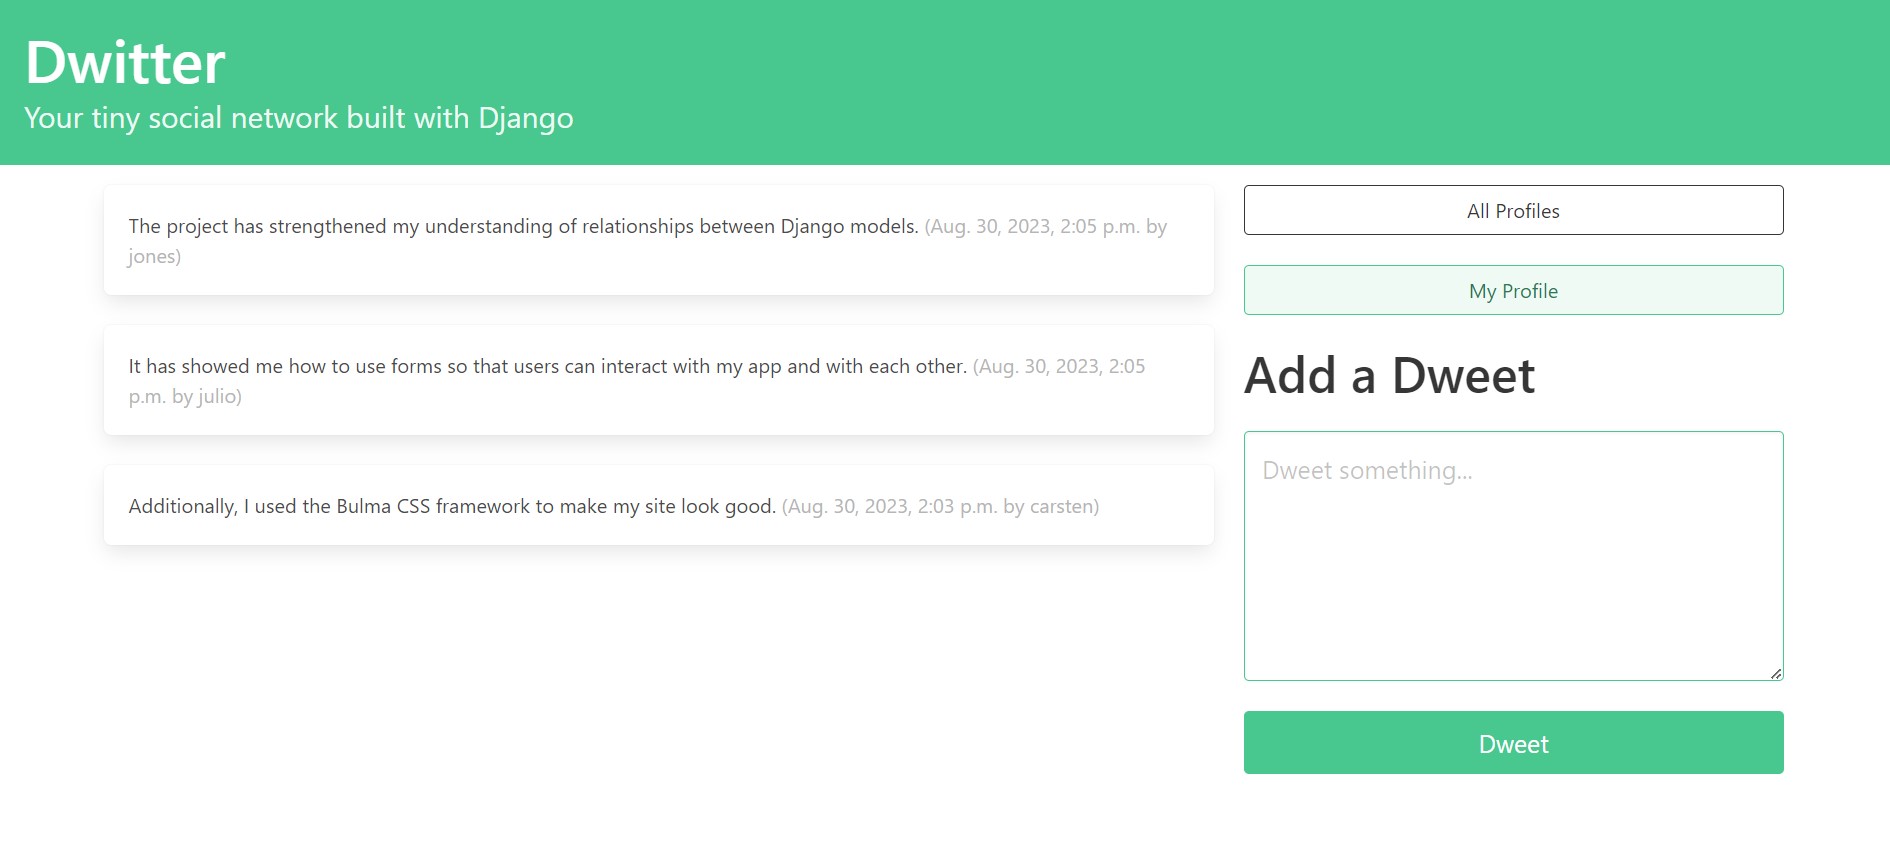 Dwitter
Your tiny social network built with Django
The project has strengthened my understanding of relationships between Django models. (Aug. 30, 2023, 2:05 p.m. by
jones)
It has showed me how to use forms so that users can interact with my app and with each other. (Aug. 30, 2023, 2:05
p.m. by julio)
Additionally, I used the Bulma CSS framework to make my site look good. (Aug. 30, 2023, 2:03 p.m. by carsten)
All Profiles
My Profile
Add a Dweet
Dweet something...
Dweet